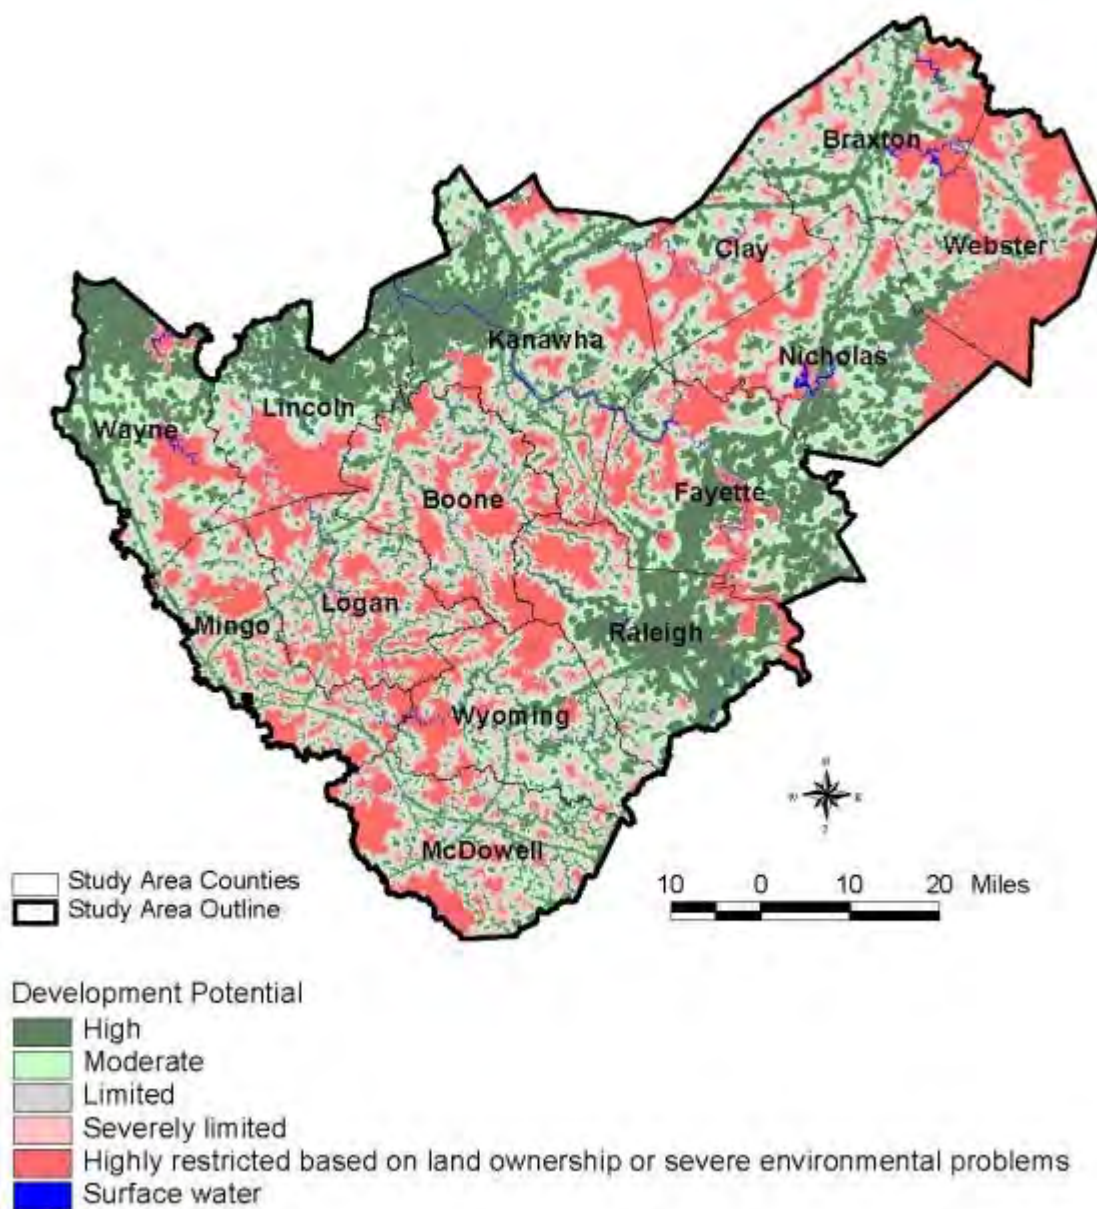 Braxton
Clay
Webster
Kanawha
Nicholas
Lincoln
Wayne
Boone
Fayette
Logan
Mingo
Raleigh
Wyoming
McDowell
Study Area Counties
Study Area Outline
10 0 10 20 Miles
Development Potential
High
Moderate
Limited
Severely limited
Highly restricted based on land ownership or severe environmental problems
Surface water